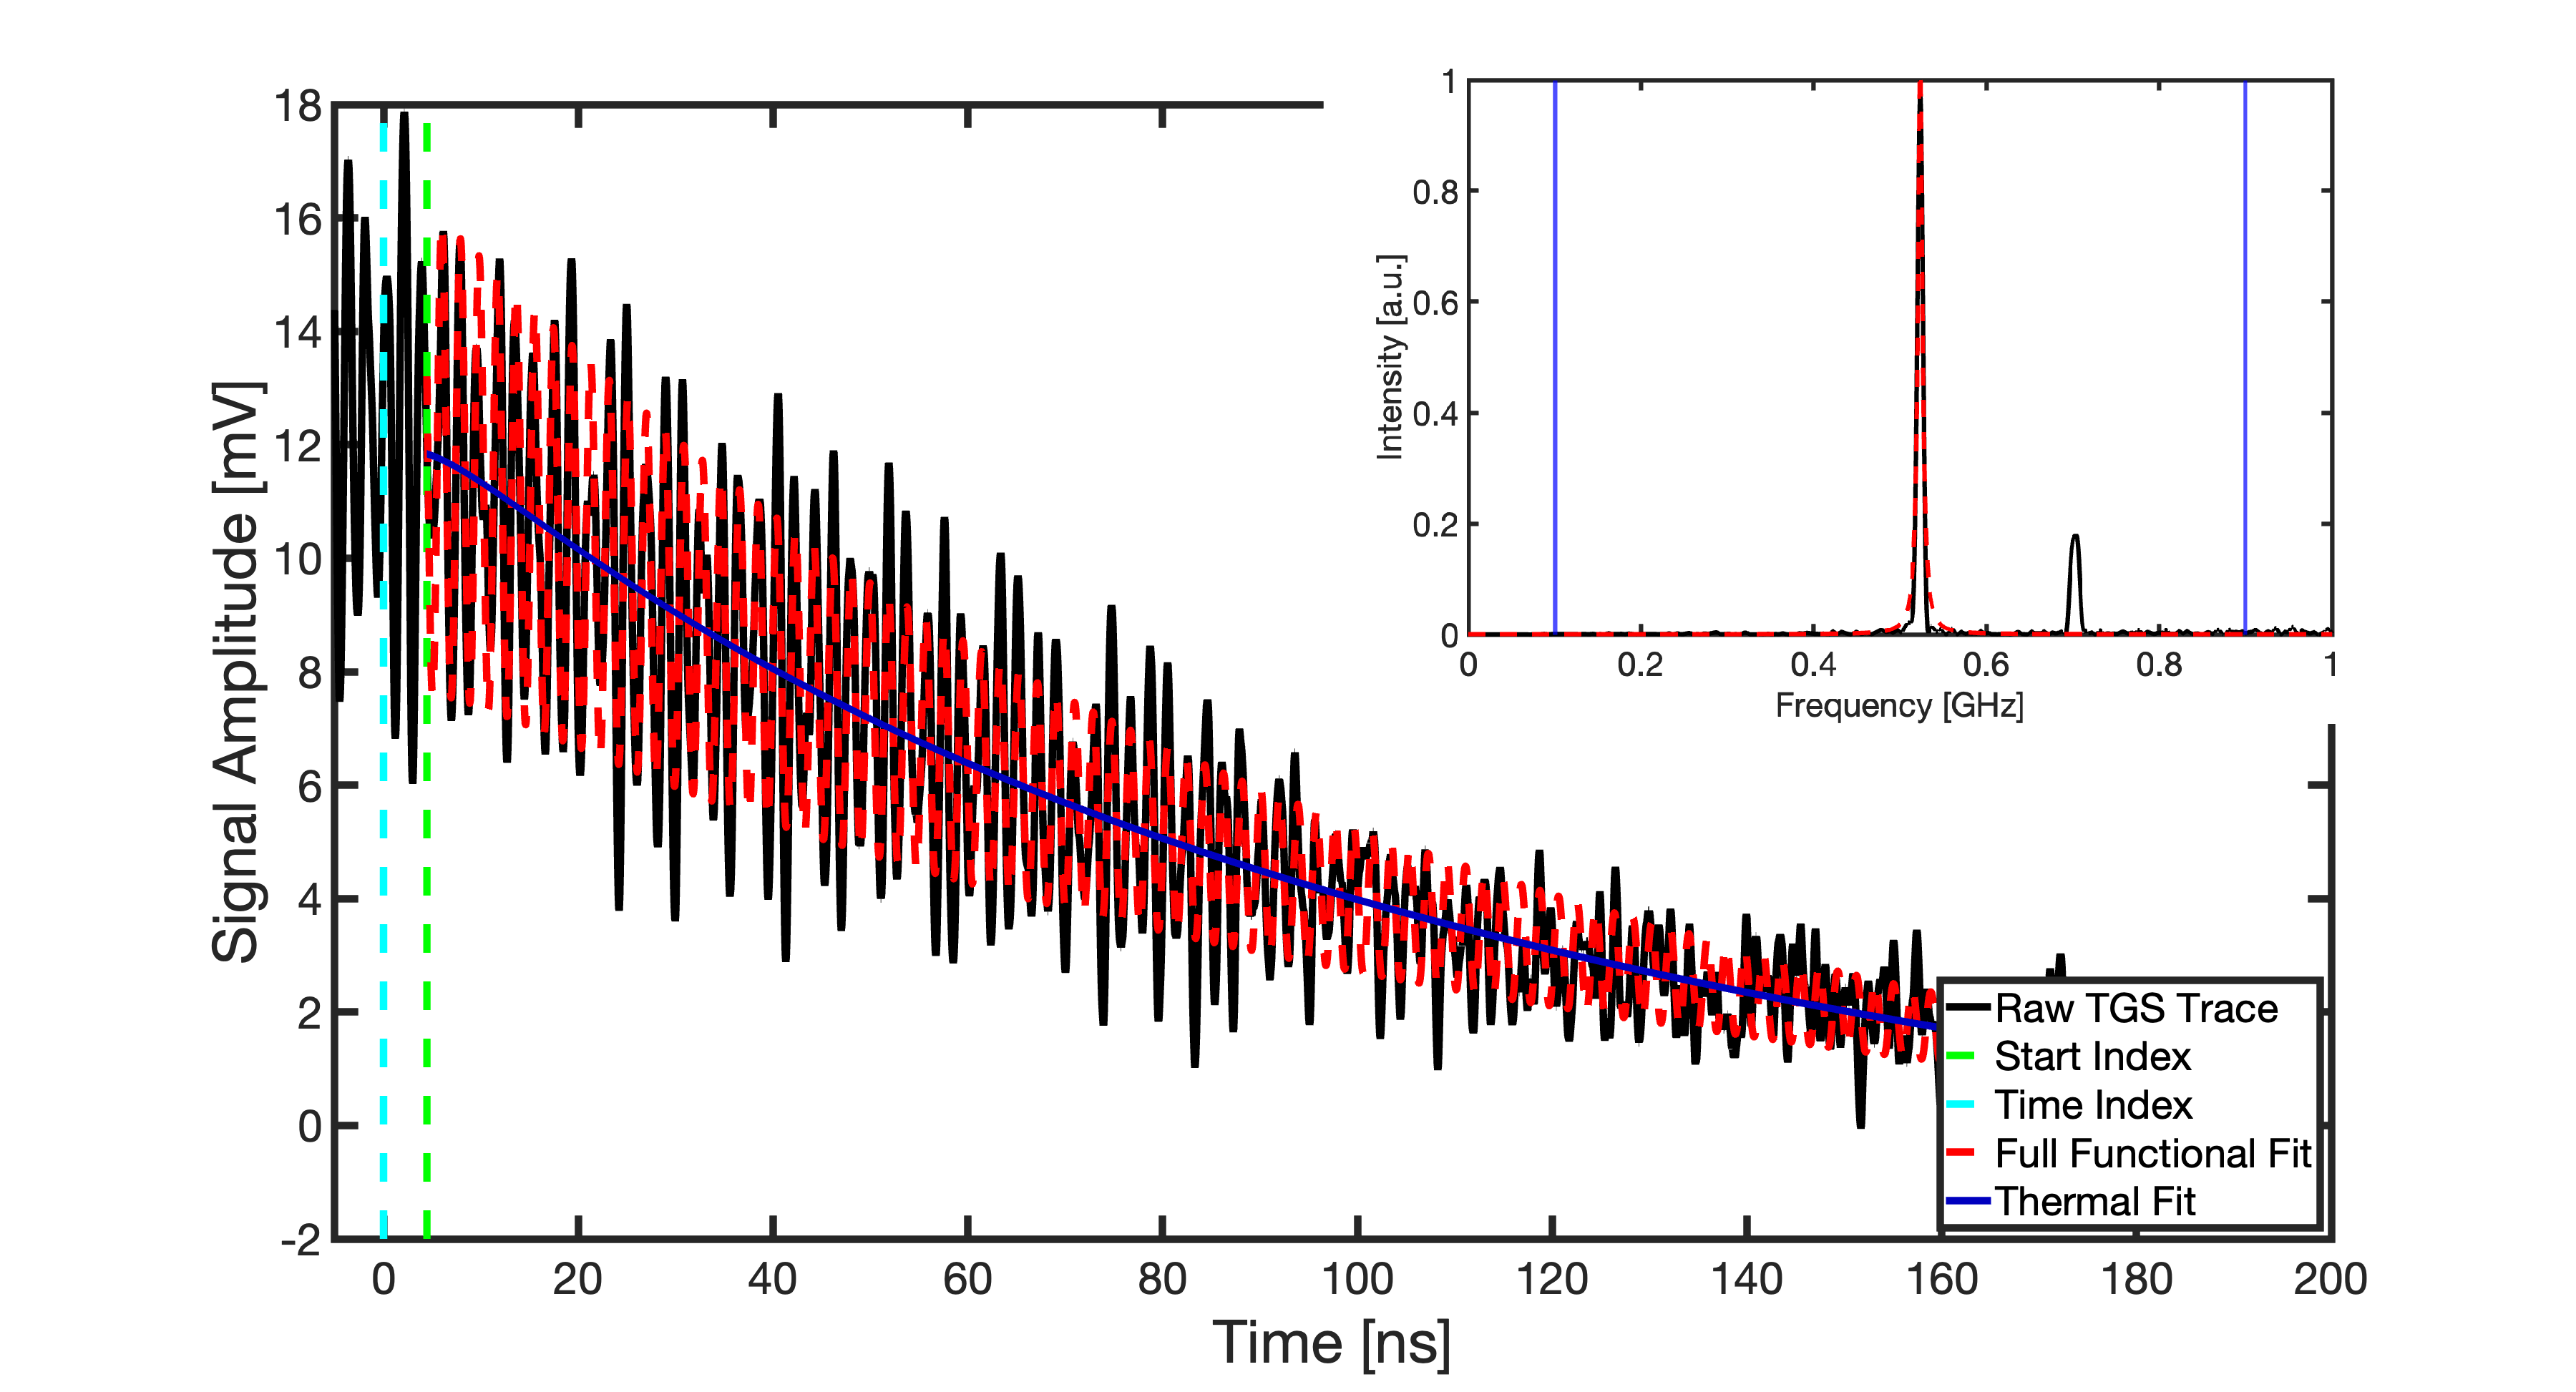 18
16
14
12
10
8
6
4
2
0
-2
Signal Amplitude [mV]
0 20 40 60 80 100 120 140 160 180 200
Time [ns]
1
0.8
0.6
0.4
0.2
0
Intensity [a.u.]
0 0.2 0.4 0.6 0.8 1
Frequency [GHz]
Raw TGS Trace
Start Index
Time Index
Full Functional Fit
Thermal Fit